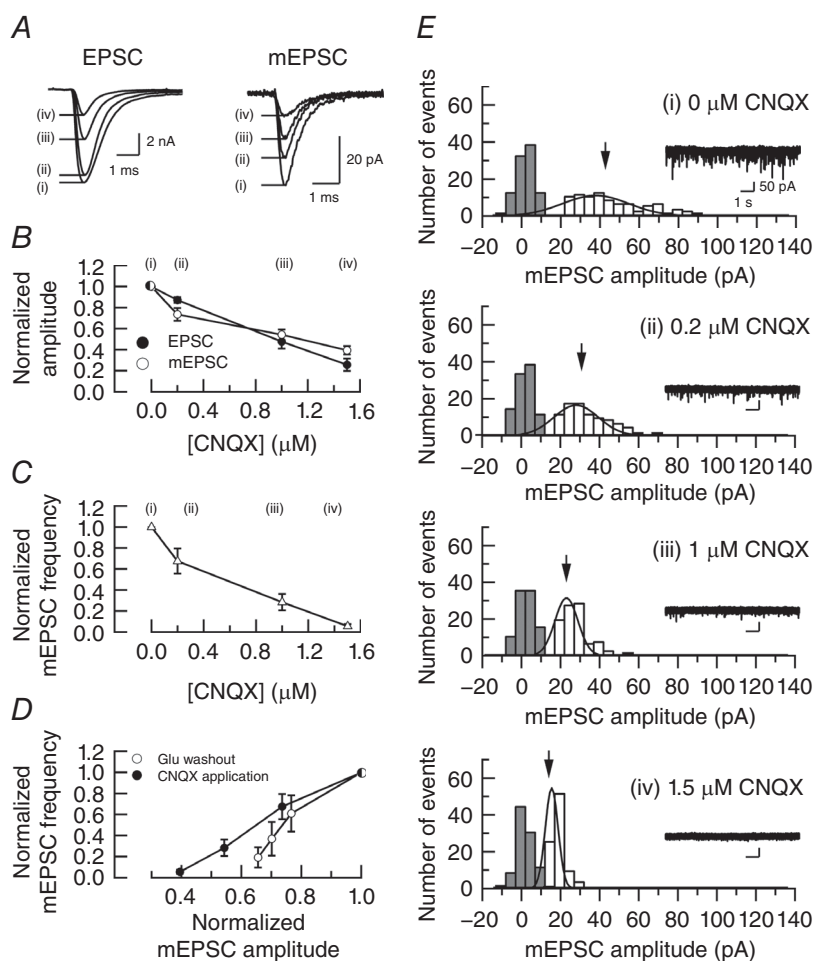 A
EPSC
mEPSC
(iv)
(iii)
(ii)
(i)
2 nA
1 ms
(iv)
(iii)
(ii)
(i)
20 pA
1 ms
B
Normalized
amplitude
1.2
1.0
0.8
0.6
0.4
0.2
0.0
(i)
(ii)
(iii)
(iv)
EPSC
mEPSC
0.0
0.4
0.8
1.2
1.6
[CNQX] (μM)
C
Normalized
mEPSC frequency
1.2
1.0
0.8
0.6
0.4
0.2
0.0
(i)
(ii)
(iii)
(iv)
0.0
0.4
0.8
1.2
1.6
[CNQX] (μM)
D
Normalized
mEPSC frequency
1.2
1.0
0.8
0.6
0.4
0.2
0.0
Glu washout
CNQX application
0.4
0.6
0.8
1.0
Normalized
mEPSC amplitude
E
Number of events
60
40
20
0
(i) 0 μM CNQX
50 pA
1 s
−20 0 20 40 60 80 100 120 140
mEPSC amplitude (pA)
Number of events
60
40
20
0
(ii) 0.2 μM CNQX
−20 0 20 40 60 80 100 120 140
mEPSC amplitude (pA)
Number of events
60
40
20
0
(iii) 1 μM CNQX
−20 0 20 40 60 80 100 120 140
mEPSC amplitude (pA)
Number of events
60
40
20
0
(iv) 1.5 μM CNQX
−20 0 20 40 60 80 100 120 140
mEPSC amplitude (pA)